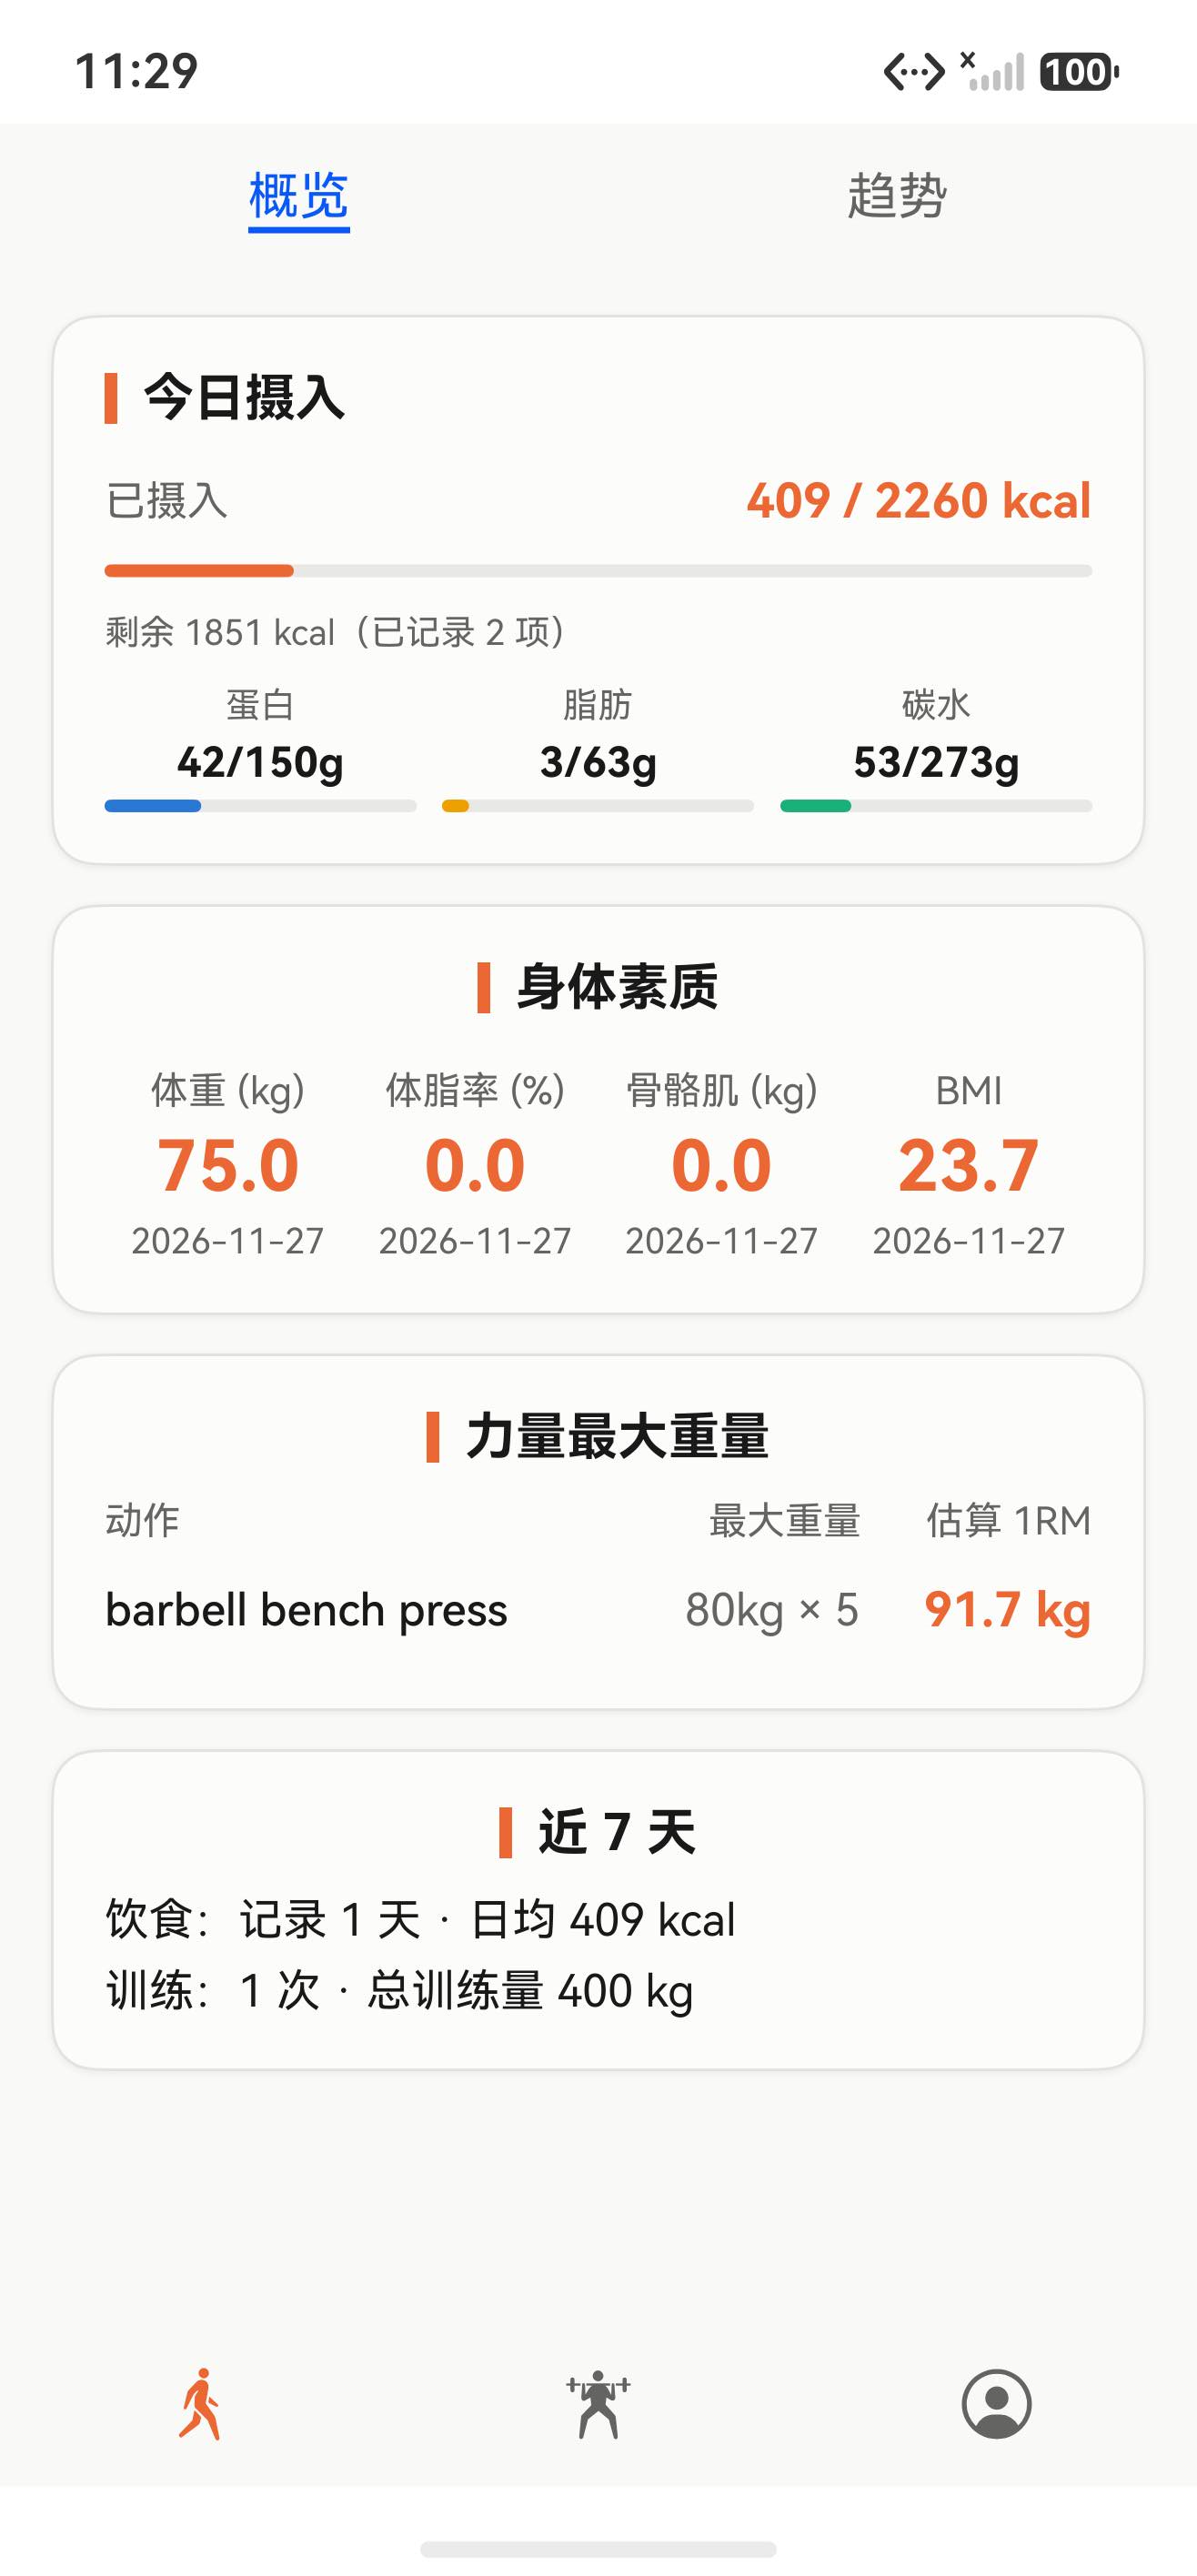 11:29
100
概览 趋势
今日摄入
已摄入 409 / 2260 kcal
剩余 1851 kcal（已记录 2 项）
蛋白 脂肪 碳水
42/150g 3/63g 53/273g
身体素质
体重 (kg) 体脂率 (%) 骨骼肌 (kg) BMI
75.0 0.0 0.0 23.7
2026-11-27 2026-11-27 2026-11-27 2026-11-27
力量最大重量
动作 最大重量 估算 1RM
barbell bench press 80kg × 5 91.7 kg
近 7 天
饮食：记录 1 天 · 日均 409 kcal
训练：1 次 · 总训练量 400 kg